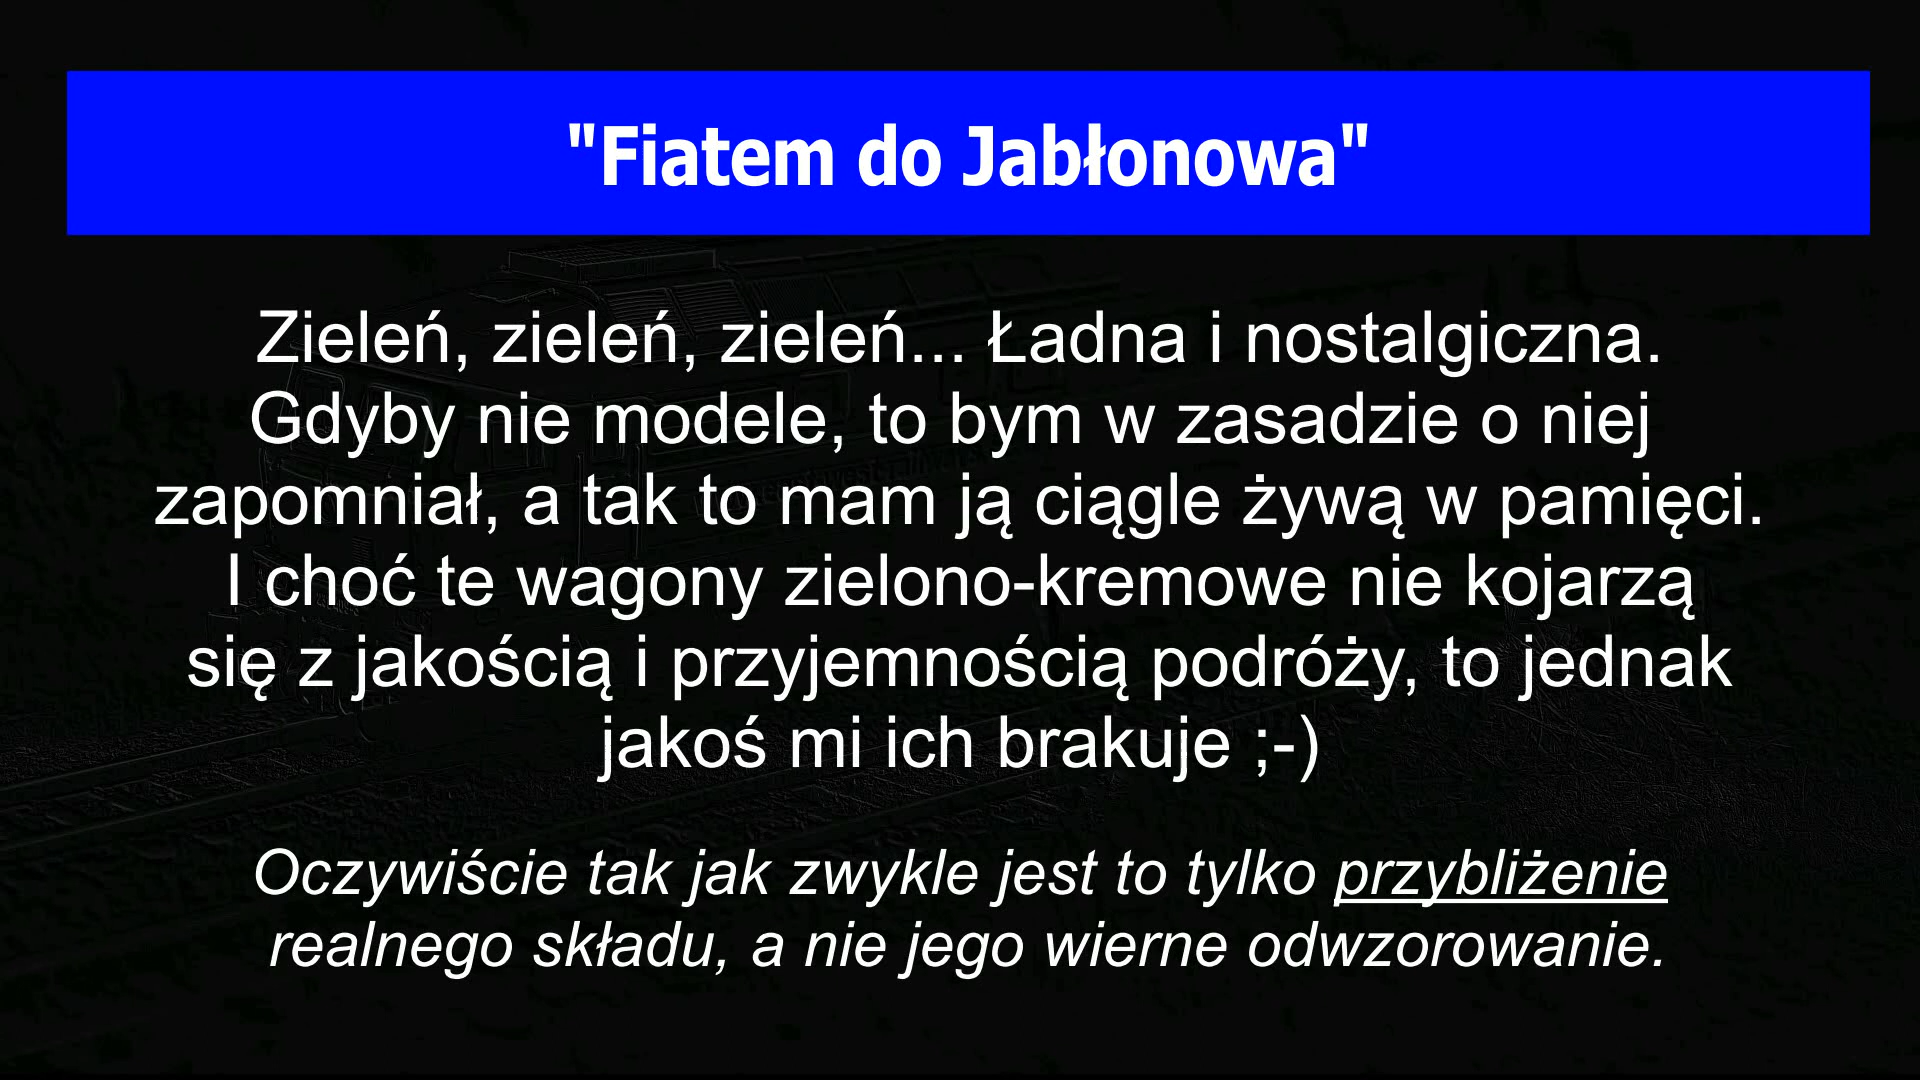 "Fiatem do Jabłonowa"
Zieleń, zieleń, zieleń... Ładna i nostalgiczna.
Gdyby nie modele, to bym w zasadzie o niej
zapomniał, a tak to mam ją ciągle żywą w pamięci.
I choć te wagony zielono-kremowe nie kojarzą
się z jakością i przyjemnością podróży, to jednak
jakoś mi ich brakuje ;-)
Oczywiście tak jak zwykle jest to tylko przybliżenie
realnego składu, a nie jego wierne odwzorowanie.